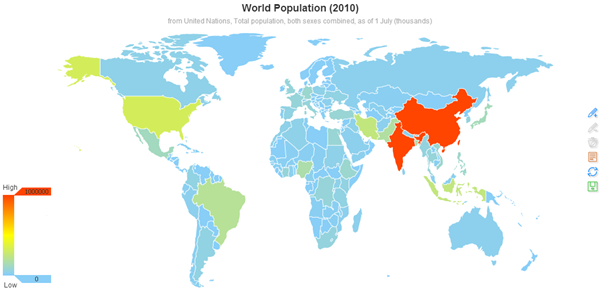 World Population (2010)
from United Nations, Total population, both sexes combined, as of 1 July (thousands)
High
1000000
0
Low